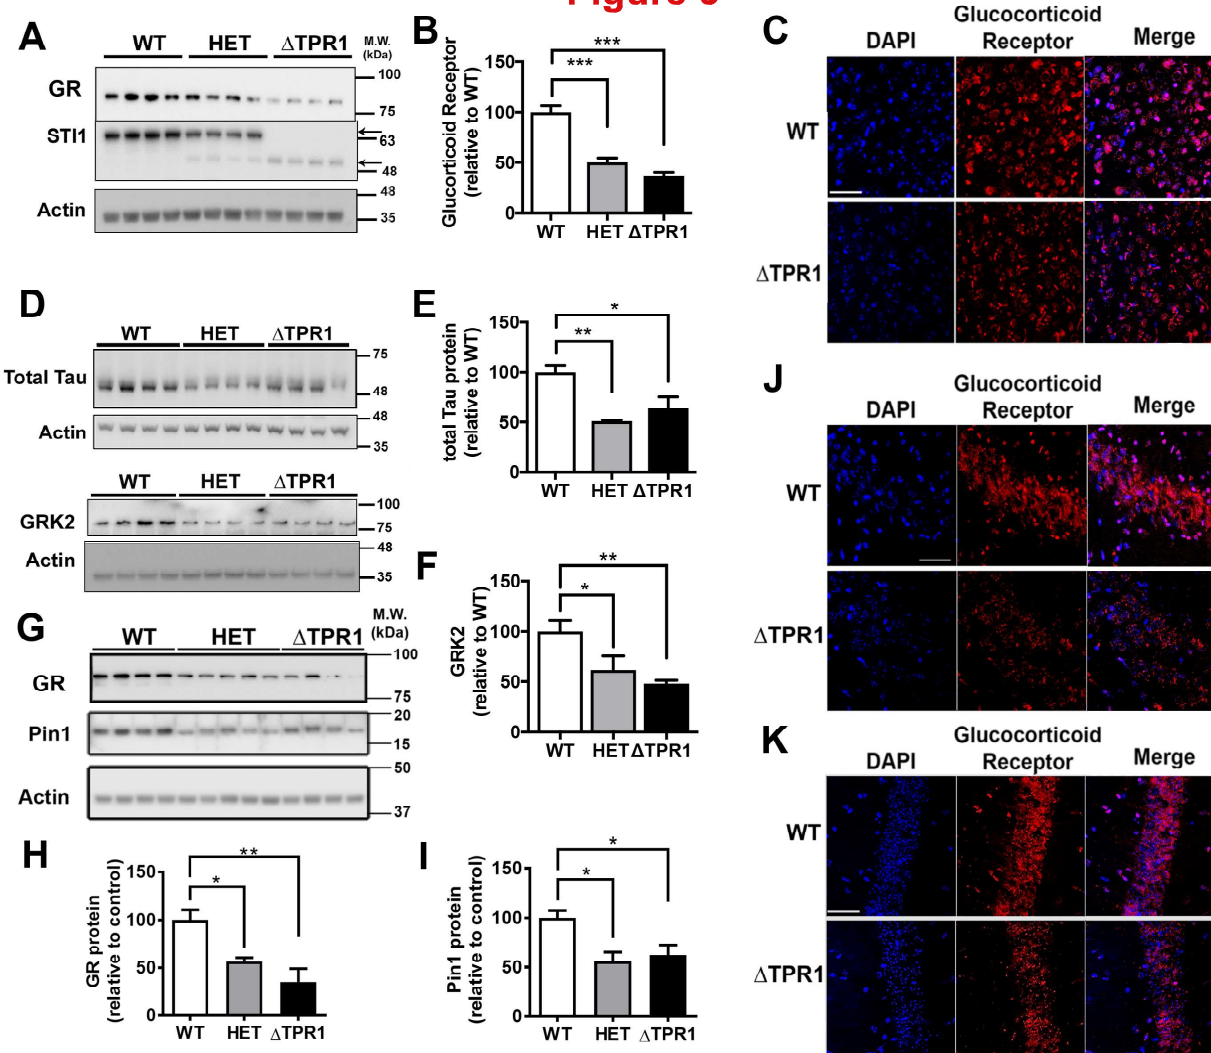 A
WT HET ΔTPR1 M.W.
(kDa)
GR
100
75
STI1
63
48
Actin
48
35
B
Glucorticoid Receptor
(relative to WT)
***
***
150
100
50
0
WT HET ΔTPR1
C
Glucocorticoid
DAPI Receptor Merge
WT
ΔTPR1
D
WT HET ΔTPR1
Total Tau
75
48
Actin
48
35
WT HET ΔTPR1
GRK2
100
75
Actin
48
35
E
total Tau protein
(relative to WT)
*
**
150
100
50
0
WT HET ΔTPR1
F
GRK2
(relative to WT)
**
*
150
100
50
0
WT HET ΔTPR1
G
WT HET ΔTPR1 M.W.
(kDa)
GR
100
75
Pin1
20
15
Actin
50
37
H
GR protein
(relative to control)
**
*
150
100
50
0
WT HET ΔTPR1
I
Pin1 protein
(relative to control)
*
*
150
100
50
0
WT HET ΔTPR1
J
Glucocorticoid
DAPI Receptor Merge
WT
ΔTPR1
K
Glucocorticoid
DAPI Receptor Merge
WT
ΔTPR1